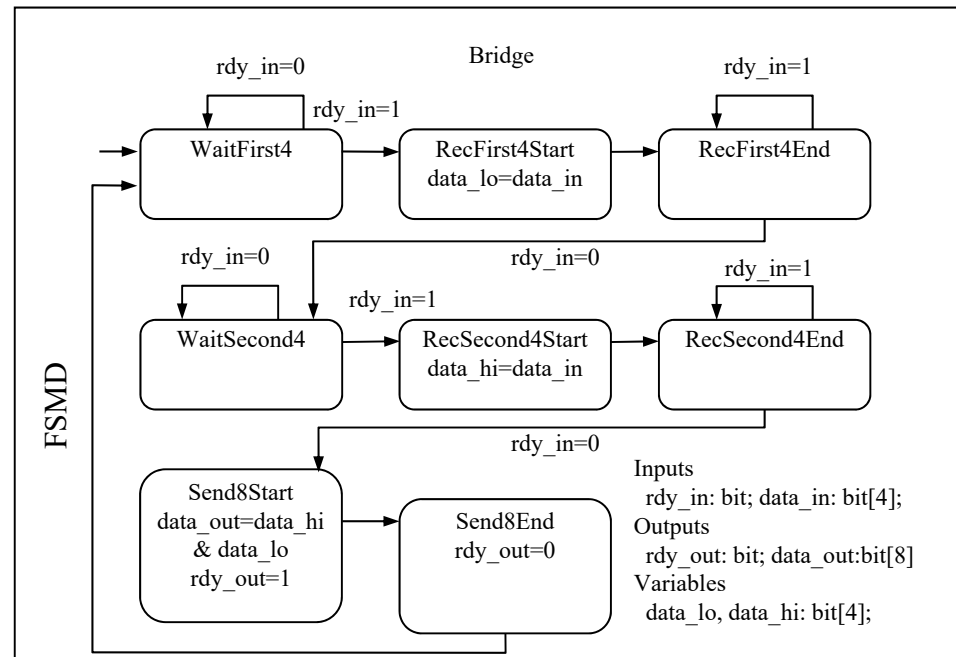 Bridge
rdy_in=0
rdy_in=1
rdy_in=1
WaitFirst4
RecFirst4Start
data_lo=data_in
RecFirst4End
rdy_in=0
rdy_in=0
rdy_in=1
rdy_in=1
WaitSecond4
RecSecond4Start
data_hi=data_in
RecSecond4End
FSMD
rdy_in=0
Send8Start
data_out=data_hi
& data_lo
rdy_out=1
Send8End
rdy_out=0
Inputs
rdy_in: bit; data_in: bit[4];
Outputs
rdy_out: bit; data_out:bit[8]
Variables
data_lo, data_hi: bit[4];